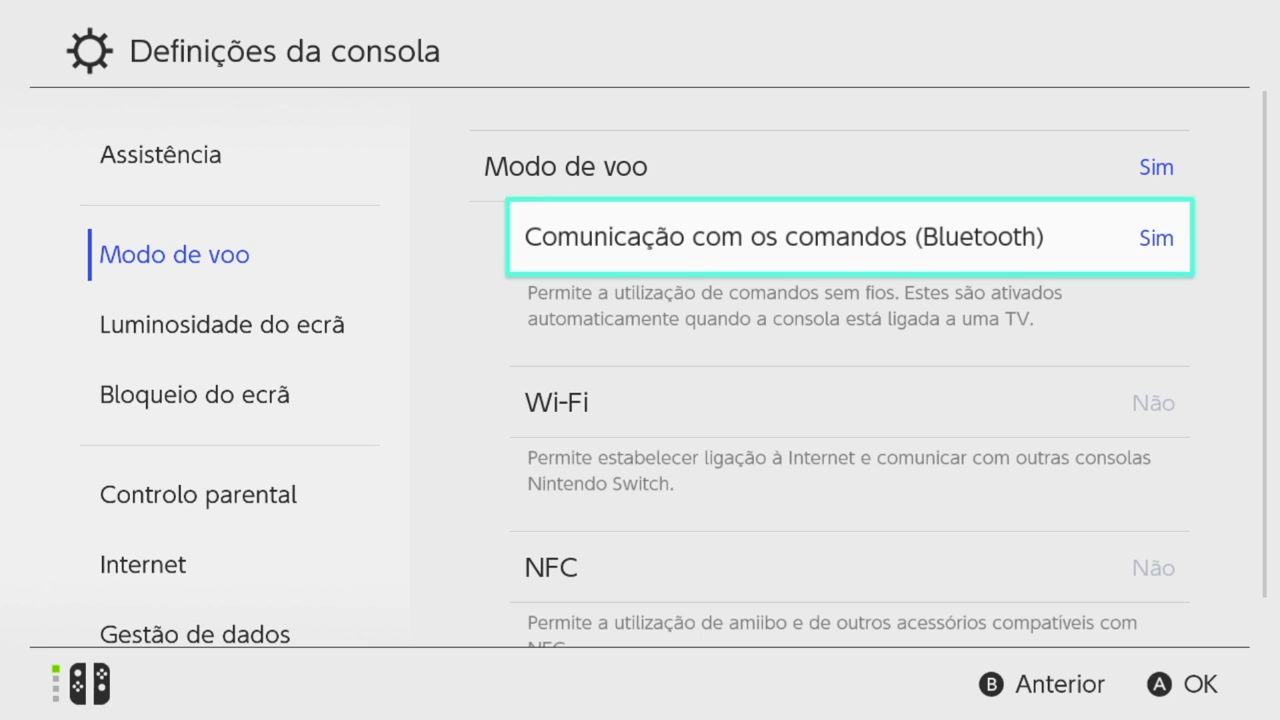 Definições da consola
Assistência
Modo de voo
Luminosidade do ecrã
Bloqueio do ecrã
Controlo parental
Internet
Gestão de dados
Modo de voo Sim
Comunicação com os comandos (Bluetooth) Sim
Permite a utilização de comandos sem fios. Estes são ativados
automaticamente quando a consola está ligada a uma TV.
Wi-Fi Não
Permite estabelecer ligação à Internet e comunicar com outras consolas
Nintendo Switch.
NFC Não
Permite a utilização de amiibo e de outros acessórios compatíveis com
NFC.
B Anterior A OK